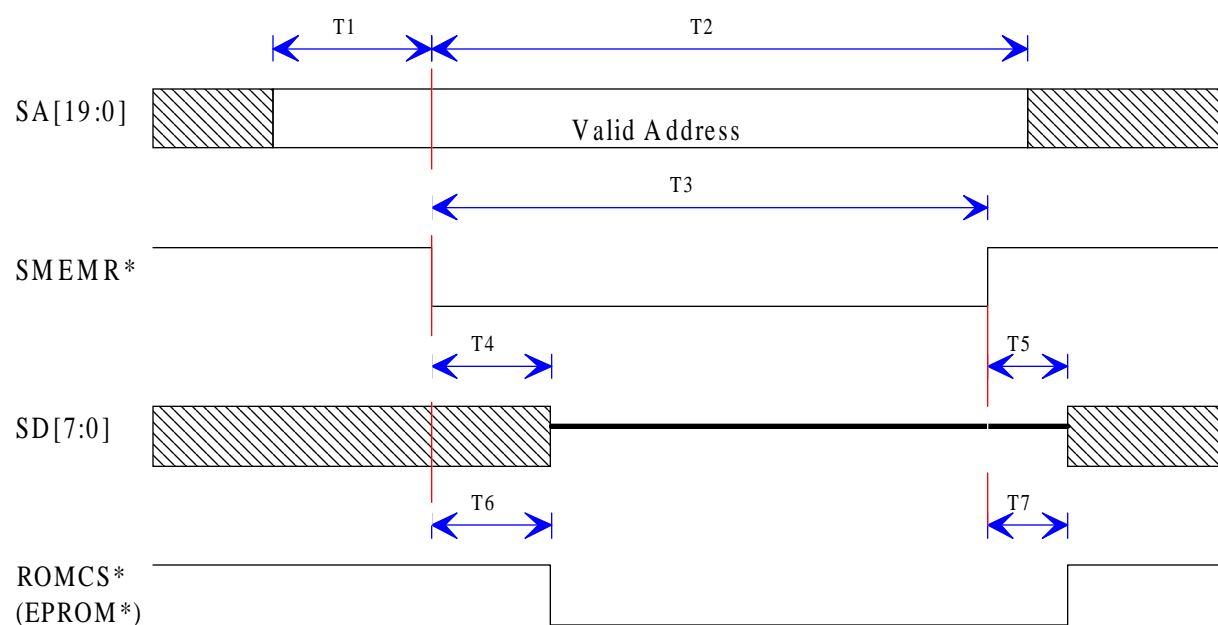 T1 T2
SA[19:0]
Valid Address
T3
SMEMR*
T4 T5
SD[7:0]
T6 T7
ROMCS*
(EPROM*)